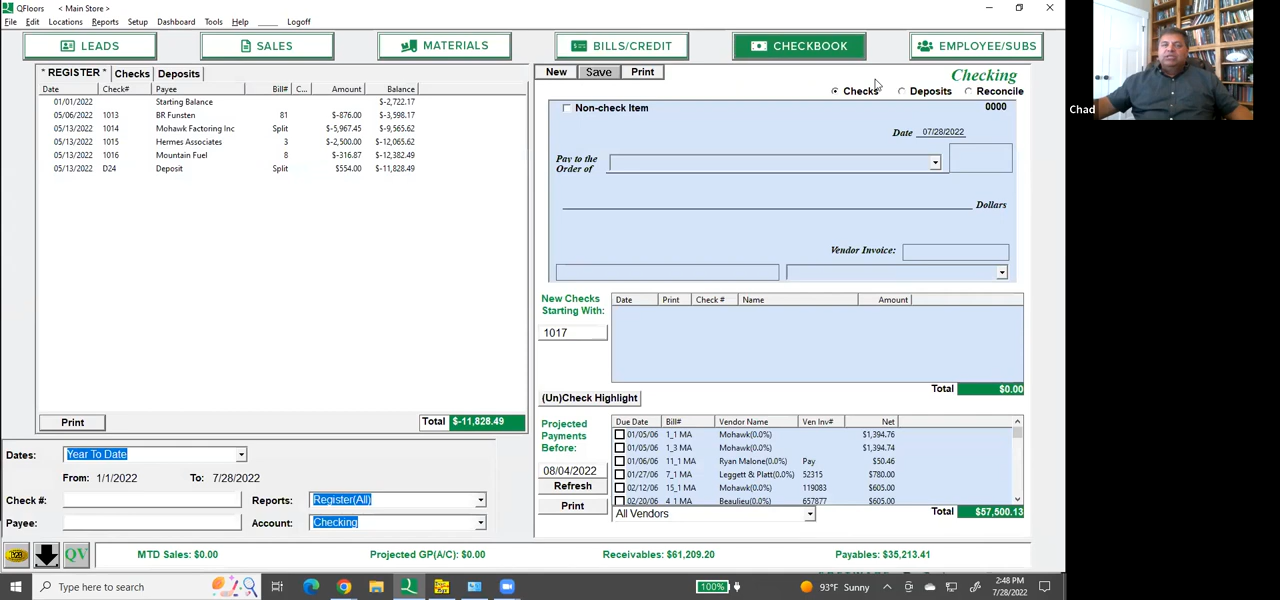 QFloors < Main Store >
File Edit Locations Reports Setup Dashboard Tools Help _____ Logoff
LEADS SALES MATERIALS BILLS/CREDIT CHECKBOOK EMPLOYEE/SUBS
* REGISTER * Checks Deposits
Date Check# Payee Bill# C... Amount Balance
01/01/2022 Starting Balance $-2,722.17
05/06/2022 1013 BR Funsten 81 $-876.00 $-3,598.17
05/13/2022 1014 Mohawk Factoring Inc Split $-5,967.45 $-9,565.62
05/13/2022 1015 Hermes Associates 3 $-2,500.00 $-12,065.62
05/13/2022 1016 Mountain Fuel 8 $-316.87 $-12,382.49
05/13/2022 D24 Deposit Split $554.00 $-11,828.49
Print Total $-11,828.49
Dates: Year To Date
From: 1/1/2022 To: 7/28/2022
Check #: Reports: Register(All)
Payee: Account: Checking
New Save Print Checking
Checks Deposits Reconcile
Non-check Item 0000
Date 07/28/2022
Pay to the
Order of
Dollars
Vendor Invoice:
New Checks
Starting With:
1017
Date Print Check # Name Amount
Total $0.00
(Un)Check Highlight
Projected
Payments
Before:
08/04/2022
Refresh
Print
Due Date Bill# Vendor Name Ven Inv# Net
01/05/06 1_1 MA Mohawk(0.0%) $1,394.76
01/05/06 1_3 MA Mohawk(0.0%) $1,394.74
01/06/06 11_1 MA Ryan Malone(0.0%) Pay $50.46
01/27/06 7_1 MA Leggett & Platt(0.0%) 52315 $780.00
02/12/06 15_1 MA Mohawk(0.0%) 119083 $605.00
02/20/06 4_1 MA Beaulieu(0.0%) 657877 $605.00
All Vendors Total $57,500.13
123 QV MTD Sales: $0.00 Projected GP(A/C): $0.00 Receivables: $61,209.20 Payables: $35,213.41
Type here to search 100% 93°F Sunny 2:48 PM
7/28/2022
Chad